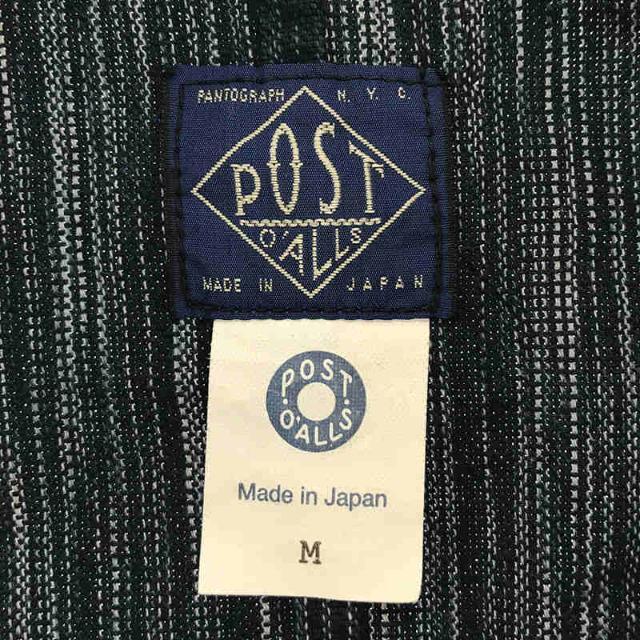 PANTOGRAPH N. Y. C.
POST
O'ALLS
MADE IN JAPAN
POST
O'ALLS
Made in Japan
M